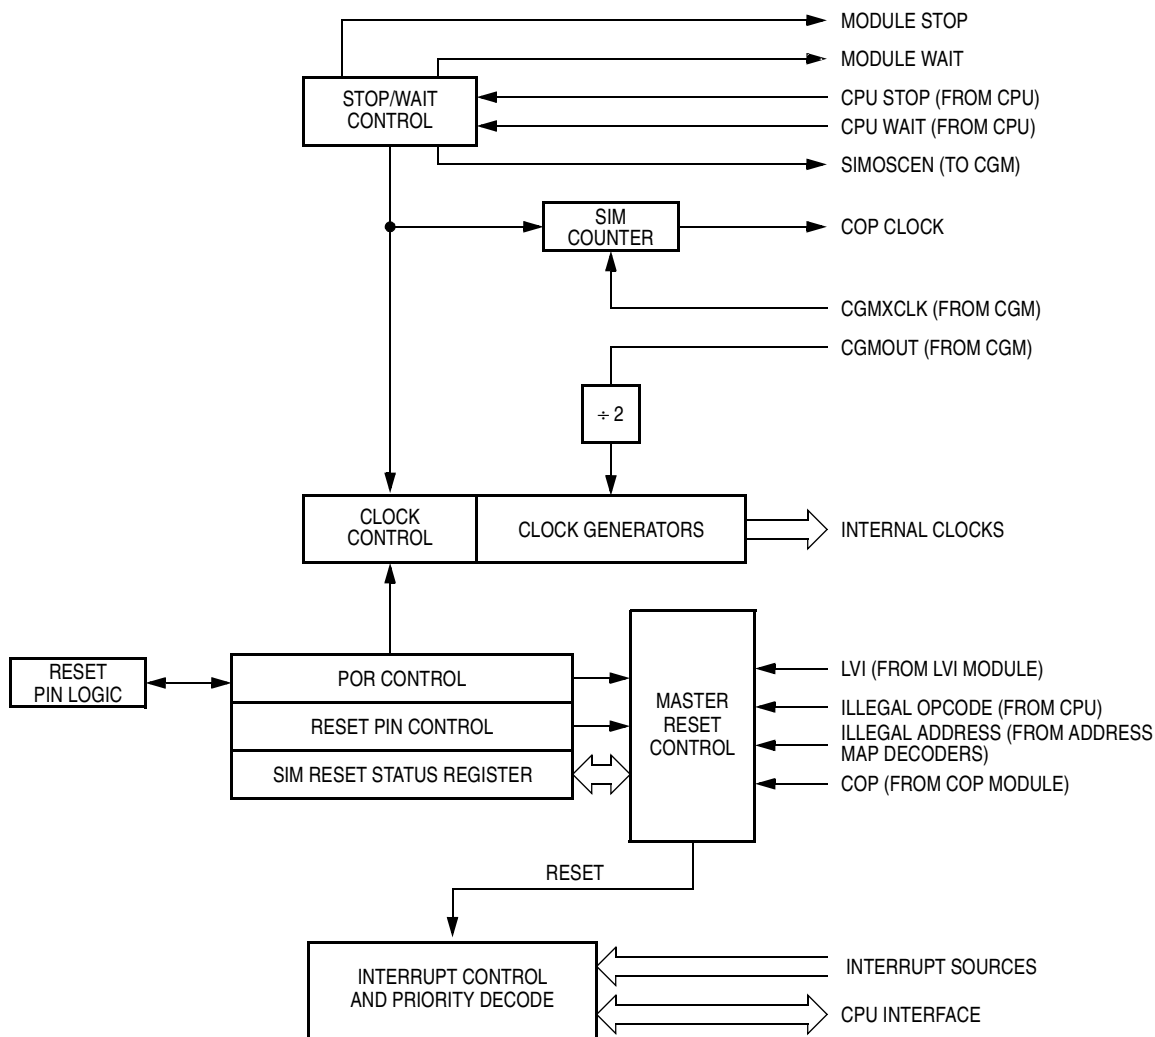 MODULE STOP
MODULE WAIT
STOP/WAIT
CONTROL
CPU STOP (FROM CPU)
CPU WAIT (FROM CPU)
SIMOSCEN (TO CGM)
SIM
COUNTER
COP CLOCK
CGMXCLK (FROM CGM)
CGMOUT (FROM CGM)
÷ 2
CLOCK
CONTROL
CLOCK GENERATORS
INTERNAL CLOCKS
RESET
PIN LOGIC
POR CONTROL
RESET PIN CONTROL
SIM RESET STATUS REGISTER
MASTER
RESET
CONTROL
LVI (FROM LVI MODULE)
ILLEGAL OPCODE (FROM CPU)
ILLEGAL ADDRESS (FROM ADDRESS
MAP DECODERS)
COP (FROM COP MODULE)
RESET
INTERRUPT CONTROL
AND PRIORITY DECODE
INTERRUPT SOURCES
CPU INTERFACE